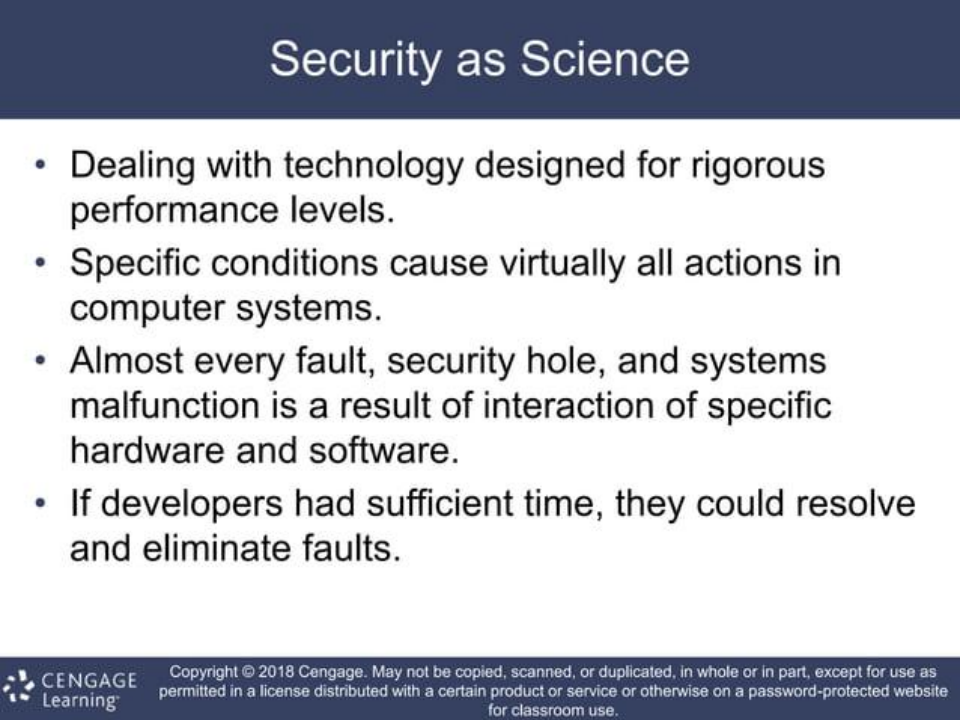 Security as Science
• Dealing with technology designed for rigorous
performance levels.
• Specific conditions cause virtually all actions in
computer systems.
• Almost every fault, security hole, and systems
malfunction is a result of interaction of specific
hardware and software.
• If developers had sufficient time, they could resolve
and eliminate faults.
CENGAGE
Learning
Copyright © 2018 Cengage. May not be copied, scanned, or duplicated, in whole or in part, except for use as
permitted in a license distributed with a certain product or service or otherwise on a password-protected website
for classroom use.